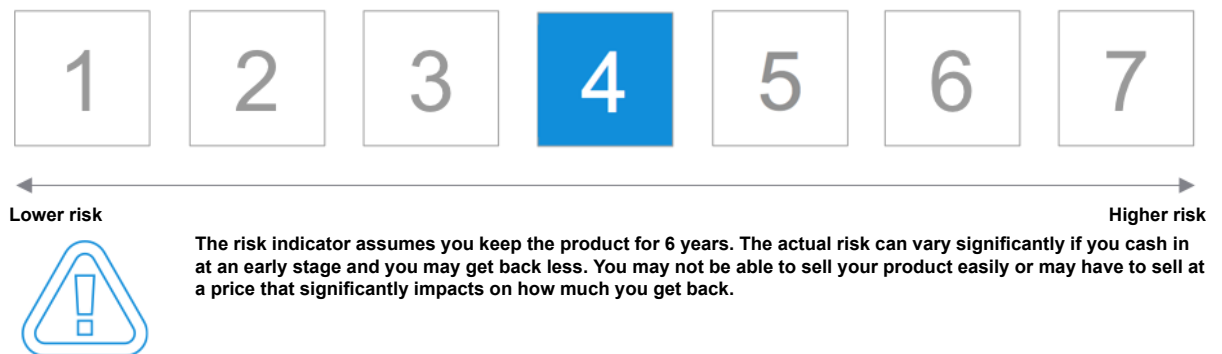 1 2 3 4 5 6 7
Lower risk Higher risk
The risk indicator assumes you keep the product for 6 years. The actual risk can vary significantly if you cash in
at an early stage and you may get back less. You may not be able to sell your product easily or may have to sell at
a price that significantly impacts on how much you get back.